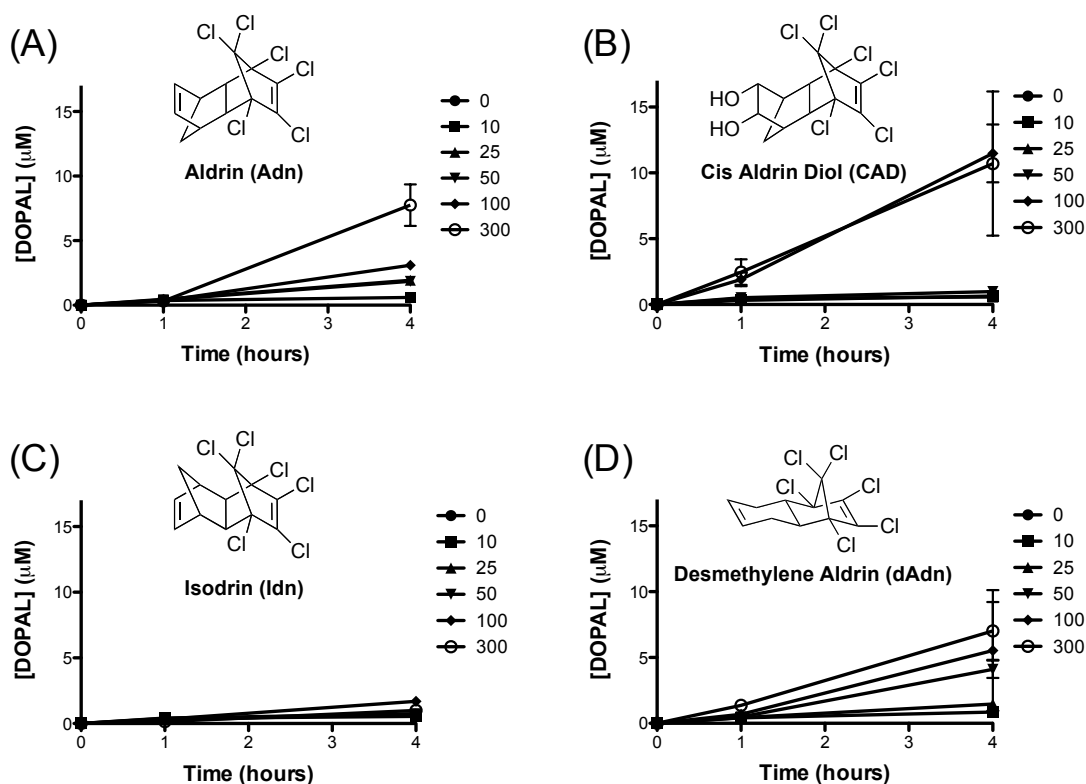 (A)
Cl
Cl
Cl
Cl
Cl
Cl
Aldrin (Adn)
[DOPAL] (μM)
15
10
5
0
0
1
2
3
4
Time (hours)
0
10
25
50
100
300
(B)
Cl
Cl
Cl
Cl
Cl
Cl
HO
HO
Cis Aldrin Diol (CAD)
[DOPAL] (μM)
15
10
5
0
0
1
2
3
4
Time (hours)
0
10
25
50
100
300
(C)
Cl
Cl
Cl
Cl
Cl
Cl
Isodrin (Idn)
[DOPAL] (μM)
15
10
5
0
0
1
2
3
4
Time (hours)
0
10
25
50
100
300
(D)
Cl
Cl
Cl
Cl
Cl
Cl
Desmethylene Aldrin (dAdn)
[DOPAL] (μM)
15
10
5
0
0
1
2
3
4
Time (hours)
0
10
25
50
100
300